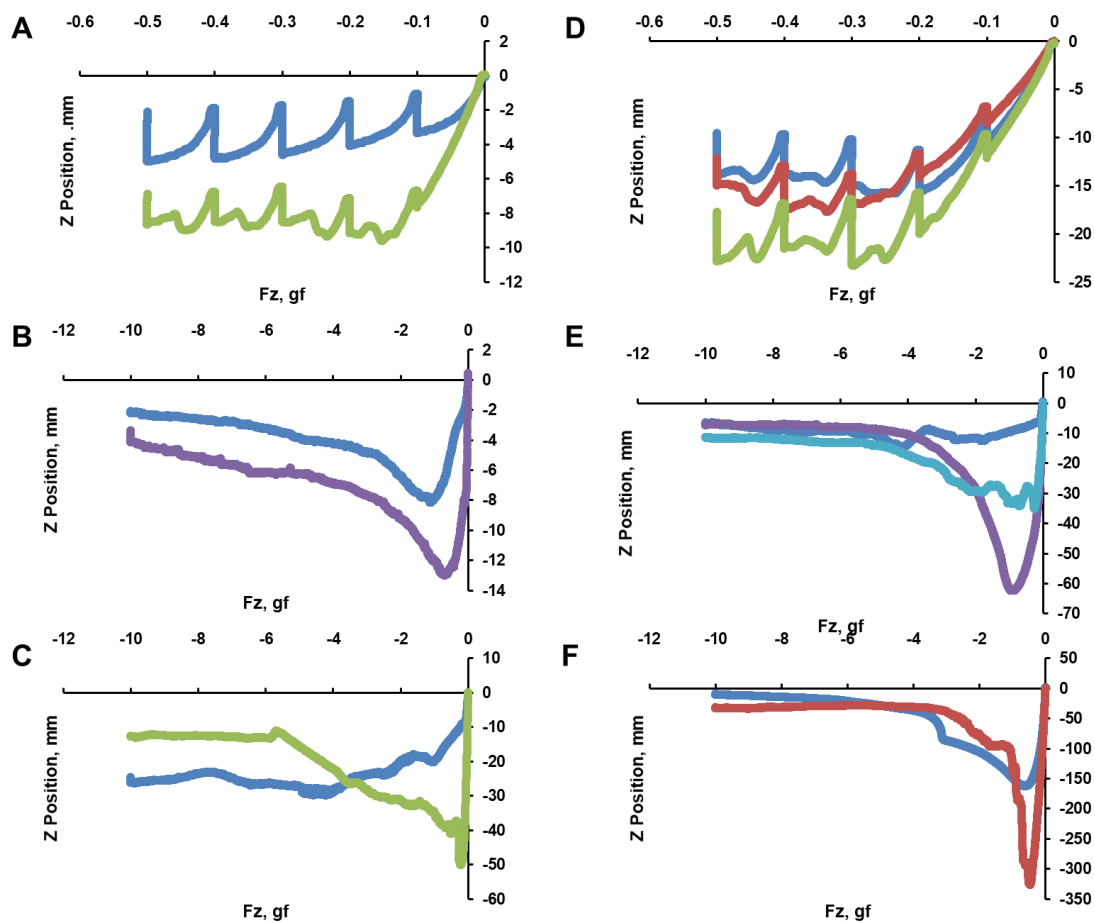 A
-0.6 -0.5 -0.4 -0.3 -0.2 -0.1 0
2
0
-2
-4
-6
-8
-10
-12
Z Position, .mm
Fz, gf
D
-0.6 -0.5 -0.4 -0.3 -0.2 -0.1 0
0
-5
-10
-15
-20
-25
Z Position, mm
Fz, gf
B
-12 -10 -8 -6 -4 -2 0
2
0
-2
-4
-6
-8
-10
-12
-14
Z Position, mm
Fz, gf
E
-12 -10 -8 -6 -4 -2 0
10
0
-10
-20
-30
-40
-50
-60
-70
Z Position, mm
Fz, gf
C
-12 -10 -8 -6 -4 -2 0
10
0
-10
-20
-30
-40
-50
-60
Z Position, mm
Fz, gf
F
-12 -10 -8 -6 -4 -2 0
50
0
-50
-100
-150
-200
-250
-300
-350
Z Position, mm
Fz, gf